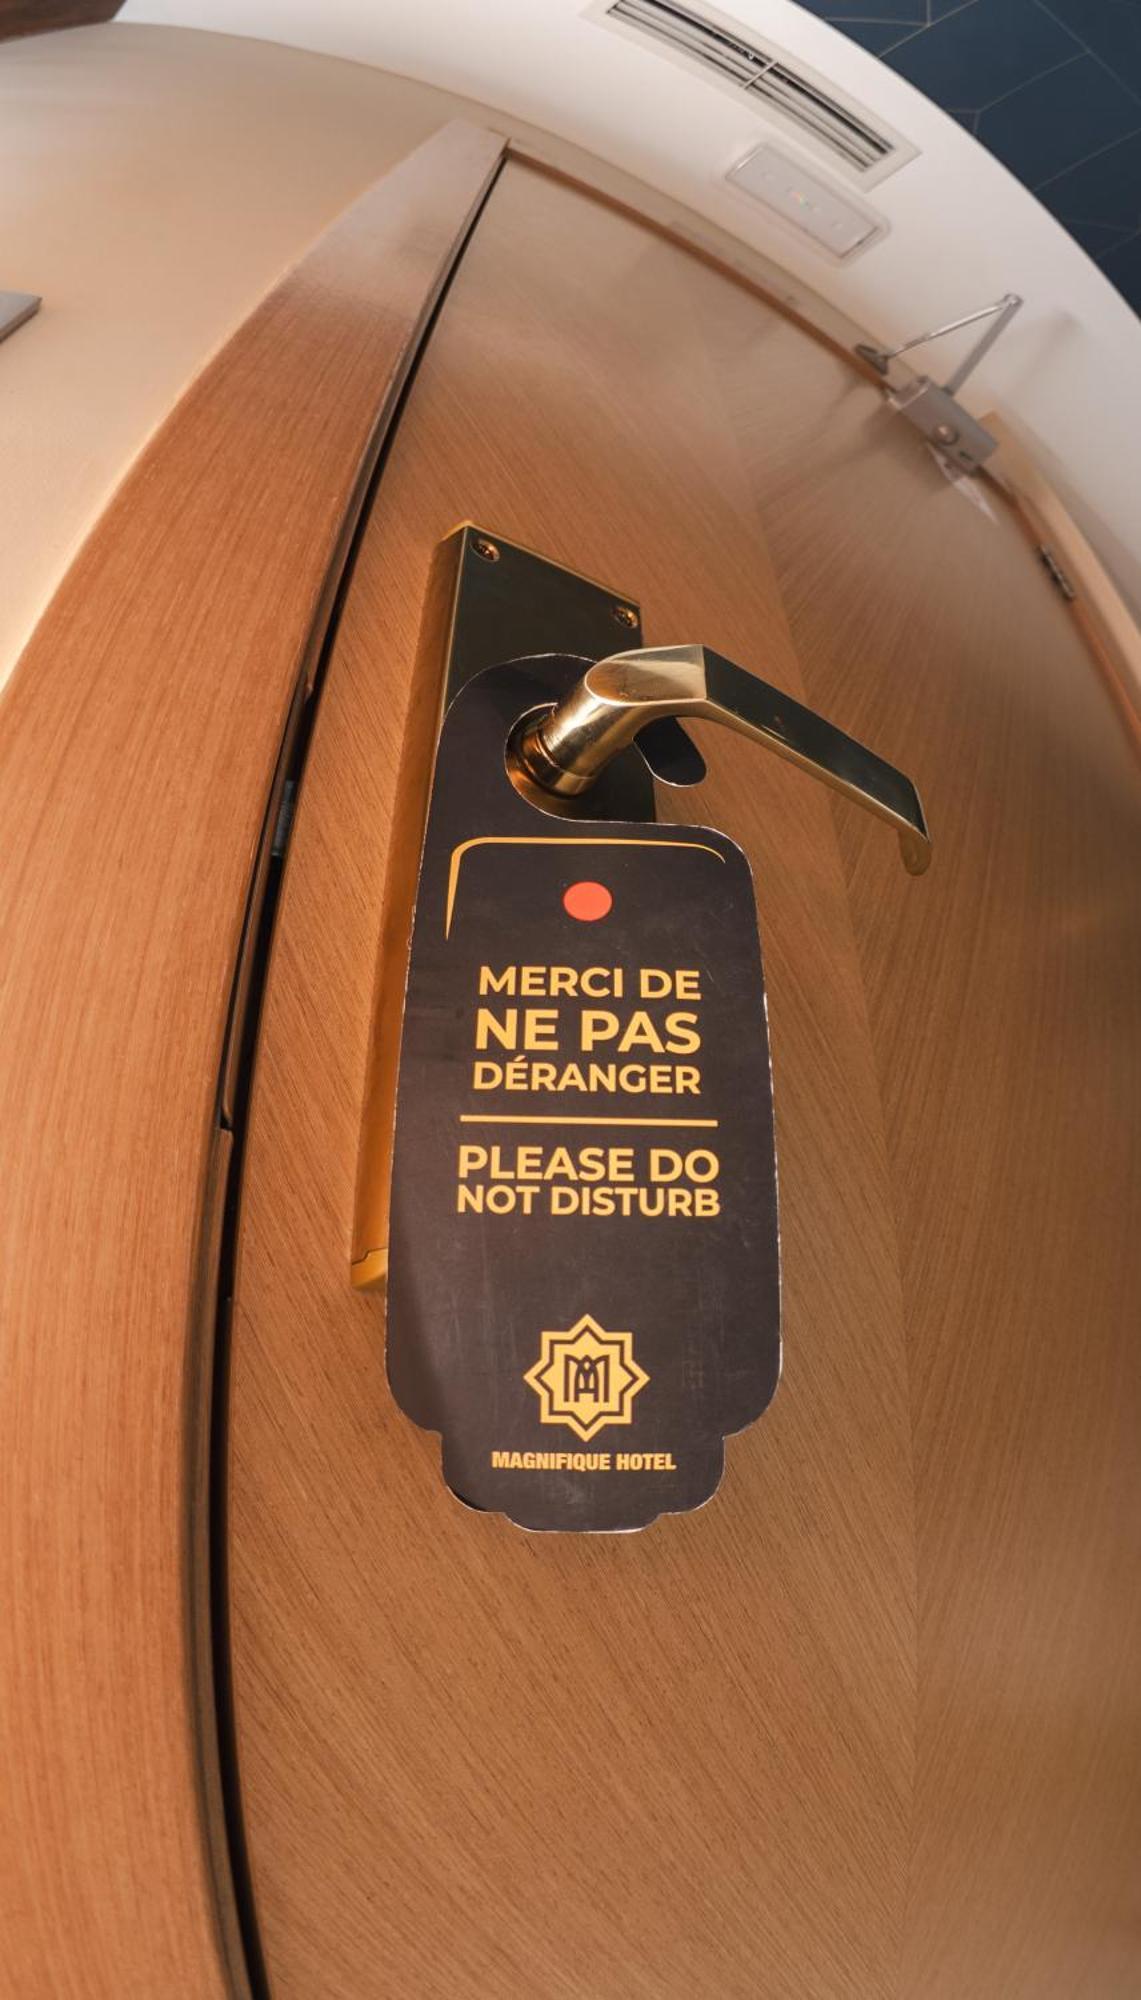 MERCI DE
NE PAS
DÉRANGER
PLEASE DO
NOT DISTURB
MAGNIFIQUE HOTEL